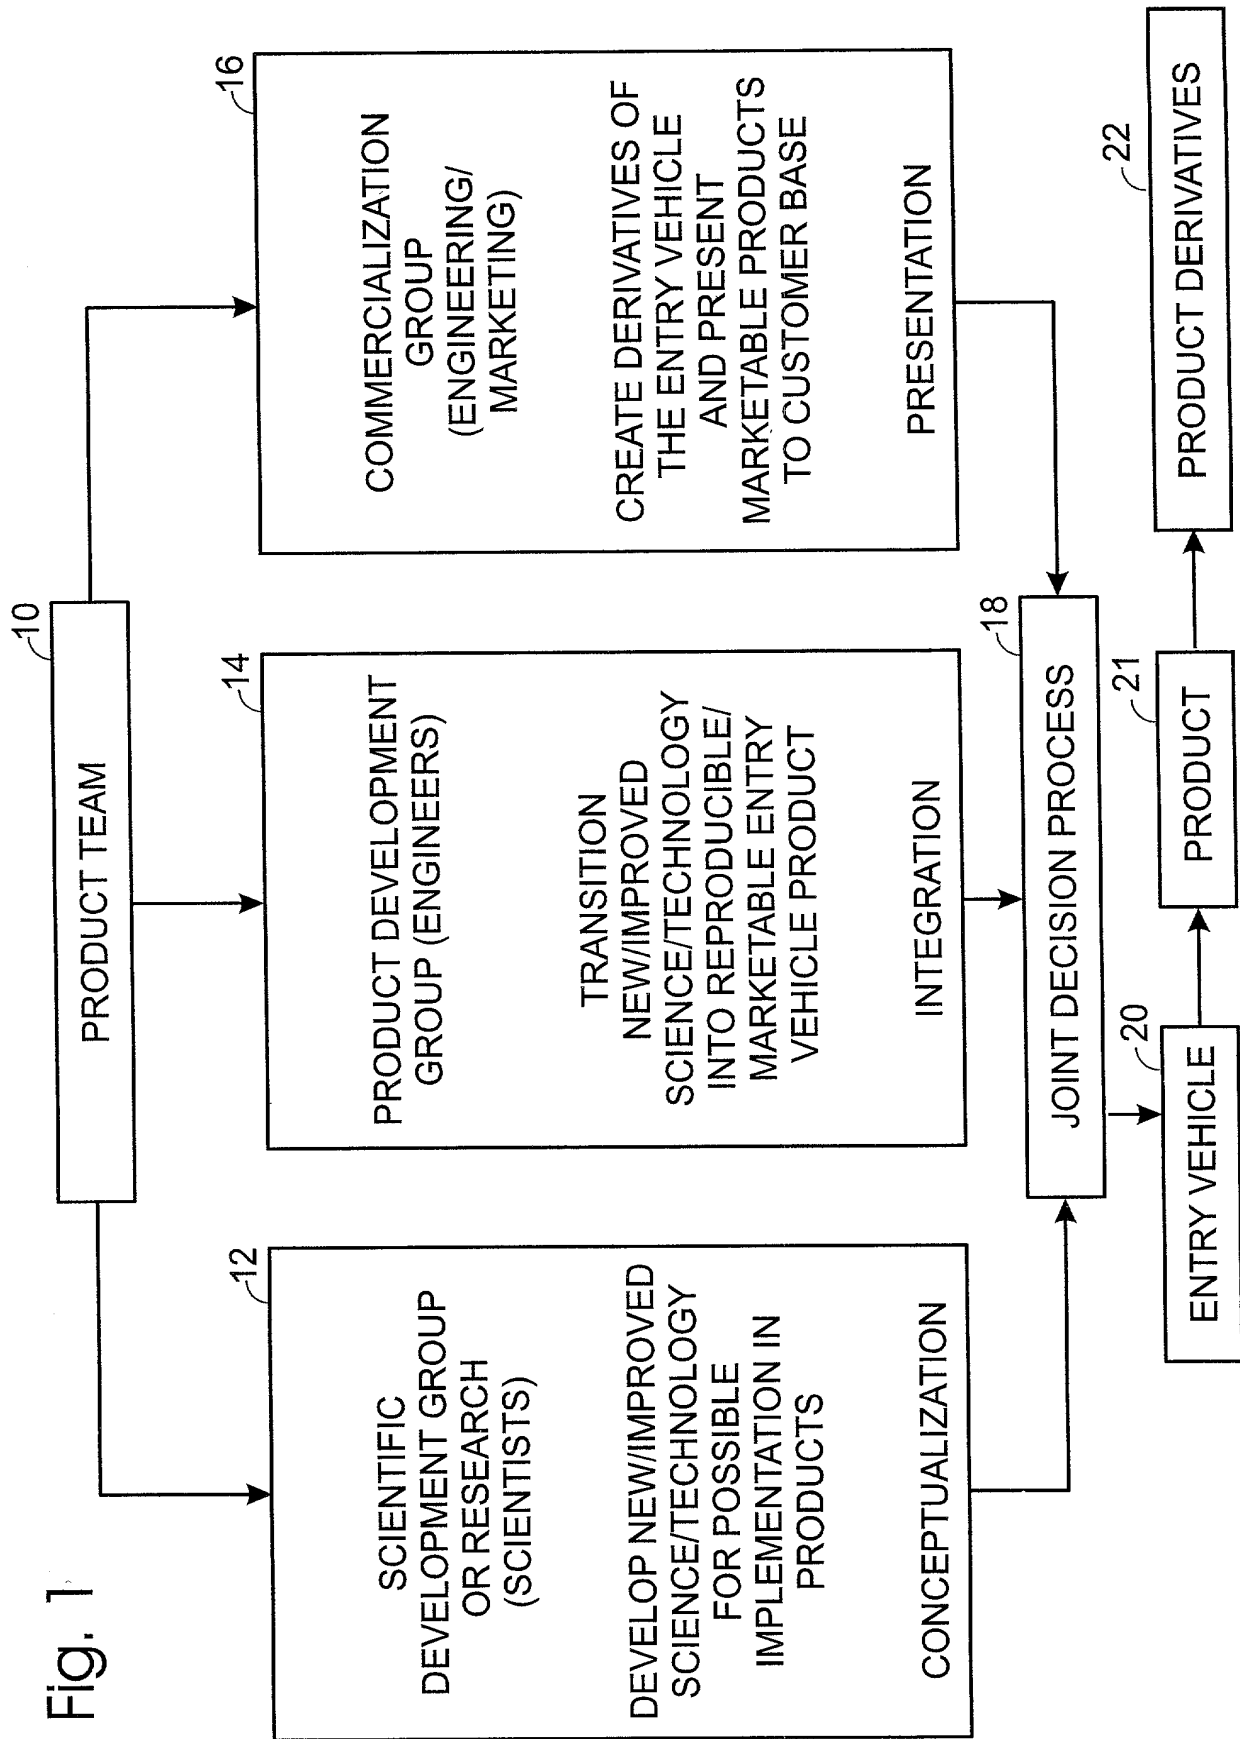 Fig. 1
10
PRODUCT TEAM
12
SCIENTIFIC
DEVELOPMENT GROUP
OR RESEARCH
(SCIENTISTS)
DEVELOP NEW/IMPROVED
SCIENCE/TECHNOLOGY
FOR POSSIBLE
IMPLEMENTATION IN
PRODUCTS
CONCEPTUALIZATION
14
PRODUCT DEVELOPMENT
GROUP (ENGINEERS)
TRANSITION
NEW/IMPROVED
SCIENCE/TECHNOLOGY
INTO REPRODUCIBLE/
MARKETABLE ENTRY
VEHICLE PRODUCT
INTEGRATION
16
COMMERCIALIZATION
GROUP
(ENGINEERING/
MARKETING)
CREATE DERIVATIVES OF
THE ENTRY VEHICLE
AND PRESENT
MARKETABLE PRODUCTS
TO CUSTOMER BASE
PRESENTATION
18
JOINT DECISION PROCESS
20
ENTRY VEHICLE
21
PRODUCT
22
PRODUCT DERIVATIVES